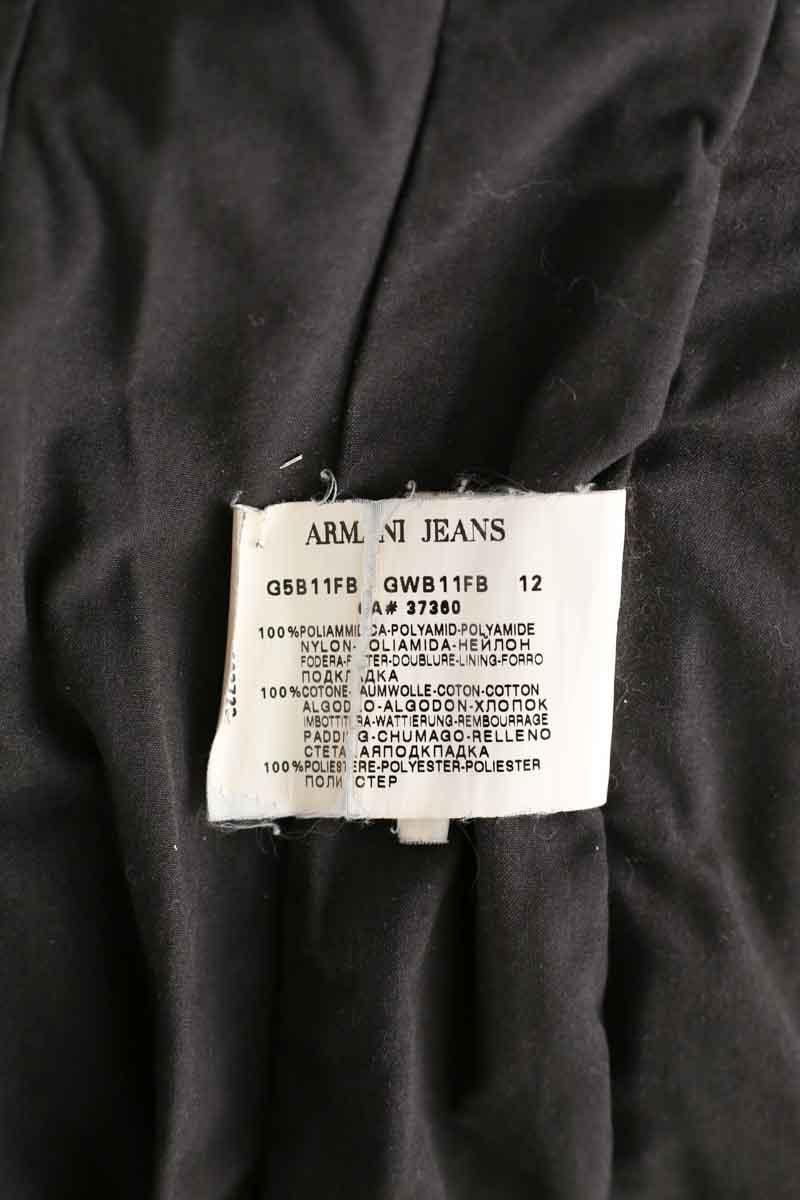 ARMANI JEANS
G5B11FB GWB11FB 12
CA# 37360
100%POLIAMMIDICA-POLYAMID-POLYAMIDE
NYLON-POLIAMIDA-НЕЙЛОН
FODERA-FUTTER-DOUBLURE-LINING-FORRO
ПОДКЛАДКА
100%COTONE-BAUMWOLLE-COTON-COTTON
ALGODAO-ALGODON-ХЛОПОК
IMBOTTITURA-WATTIERUNG-REMBOURRAGE
PADDING-CHUMAGO-RELLENO
СТЕГАНАЯПОДКПАДКА
100%POLIESTERE-POLYESTER-POLIESTER
ПОЛИЭСТЕР